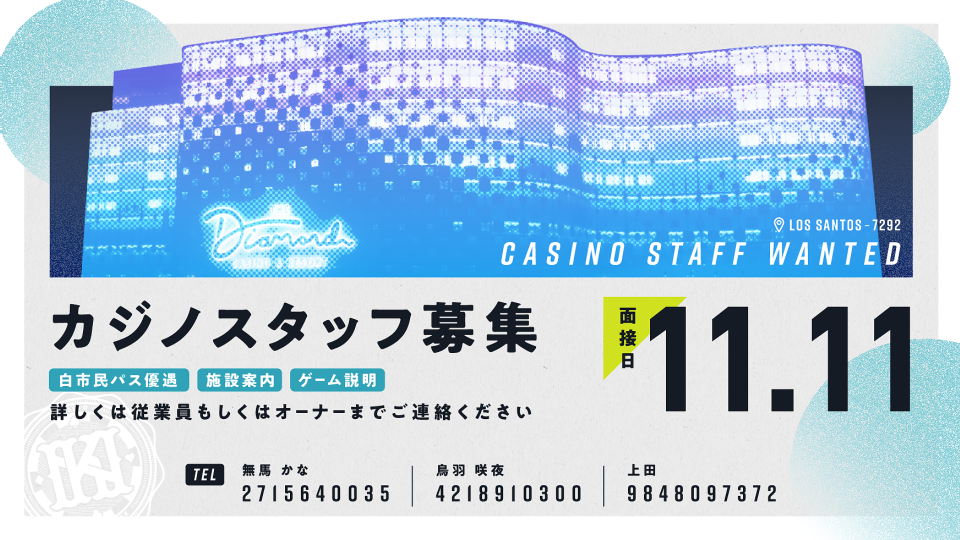 Diamond
CASINO & RESORT
LOS SANTOS - 7292
CASINO STAFF WANTED
カジノスタッフ募集
面接日
11.11
白市民パス優遇
施設案内
ゲーム説明
詳しくは従業員もしくはオーナーまでご連絡ください
TEL
無馬 かな
2715640035
鳥羽 咲夜
4218910300
上田
9848097372